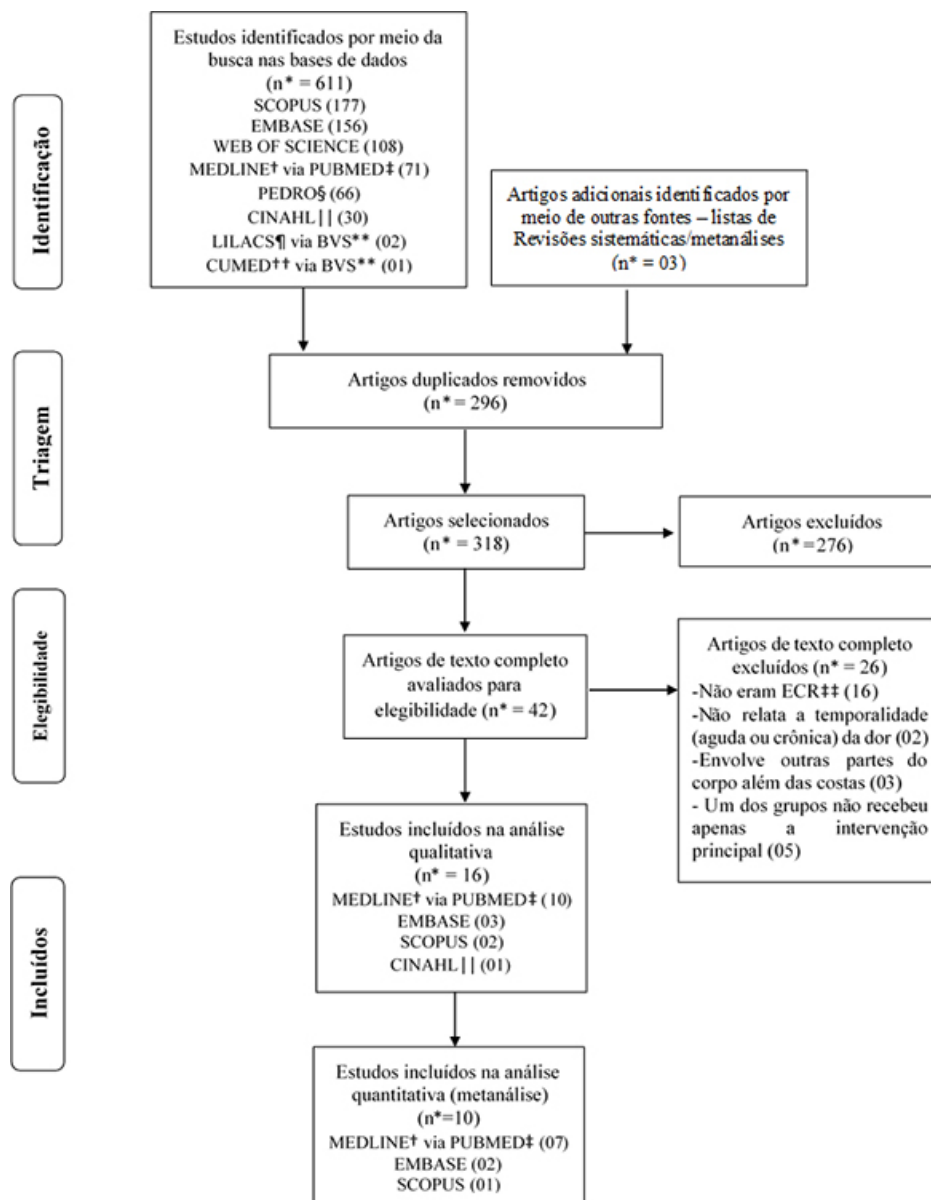 Estudos identificados por meio da
busca nas bases de dados
(n* = 611)
SCOPUS (177)
EMBASE (156)
WEB OF SCIENCE (108)
MEDLINE† via PUBMED‡ (71)
PEDRO§ (66)
CINAHL|| (30)
LILACS¶ via BVS** (02)
CUMED†† via BVS** (01)
Identificação
Artigos adicionais identificados por
meio de outras fontes – listas de
Revisões sistemáticas/metanálises
(n* = 03)
Triagem
Artigos duplicados removidos
(n* = 296)
Artigos selecionados
(n* = 318)
Artigos excluídos
(n* =276)
Elegibilidade
Artigos de texto completo
avaliados para
elegibilidade (n* = 42)
Artigos de texto completo
excluídos (n* = 26)
-Não eram ECR‡‡ (16)
-Não relata a temporalidade
(aguda ou crônica) da dor (02)
-Envolve outras partes do
corpo além das costas (03)
- Um dos grupos não recebeu
apenas a intervenção
principal (05)
Incluídos
Estudos incluídos na análise
qualitativa
(n* = 16)
MEDLINE† via PUBMED‡ (10)
EMBASE (03)
SCOPUS (02)
CINAHL|| (01)
Estudos incluídos na análise
quantitativa (metanálise)
(n*=10)
MEDLINE† via PUBMED‡ (07)
EMBASE (02)
SCOPUS (01)